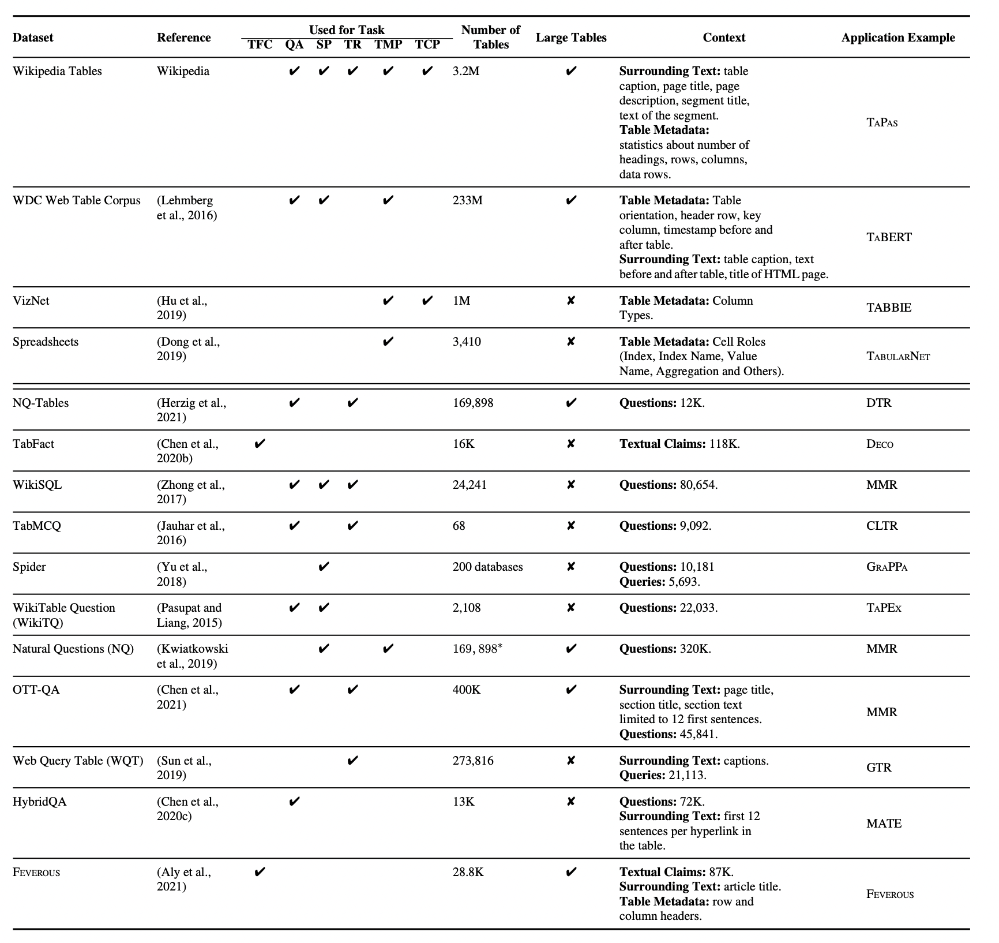 Dataset Reference Used for Task Number of Tables Large Tables Context Application Example
TFC QA SP TR TMP TCP
Wikipedia Tables Wikipedia ✔ ✔ ✔ ✔ ✔ 3.2M ✔ Surrounding Text: table
caption, page title, page
description, segment title,
text of the segment.
TaPas
Table Metadata:
statistics about number of
headings, rows, columns,
data rows.
WDC Web Table Corpus (Lehmberg ✔ ✔ ✔ 233M ✔ Table Metadata: Table
et al., 2016) orientation, header row, key
column, timestamp before and
TaBERT
after table.
Surrounding Text: table caption, text
before and after table, title of HTML page.
VizNet (Hu et al., ✔ ✔ 1M ✘ Table Metadata: Column
TABBIE
2019) Types.
Spreadsheets (Dong et al., ✔ 3,410 ✘ Table Metadata: Cell Roles
2019) (Index, Index Name, Value TabularNet
Name, Aggregation and Others).
NQ-Tables (Herzig et al., ✔ ✔ 169,898 ✔ Questions: 12K. DTR
2021)
TabFact (Chen et al., ✔ 16K ✘ Textual Claims: 118K. Deco
2020b)
WikiSQL (Zhong et al., ✔ ✔ ✔ 24,241 ✘ Questions: 80,654. MMR
2017)
TabMCQ (Jauhar et al., ✔ ✔ 68 ✘ Questions: 9,092. CLTR
2016)
Spider (Yu et al., ✔ 200 databases ✘ Questions: 10,181 GraPPa
2018) Queries: 5,693.
WikiTable Question (Pasupat and ✔ ✔ 2,108 ✘ Questions: 22,033. TaPEx
(WikiTQ) Liang, 2015)
Natural Questions (NQ) (Kwiatkowski ✔ ✔ 169, 898* ✔ Questions: 320K. MMR
et al., 2019)
OTT-QA (Chen et al., ✔ ✔ 400K ✔ Surrounding Text: page title,
2021) section title, section text
MMR
limited to 12 first sentences.
Questions: 45,841.
Web Query Table (WQT) (Sun et al., ✔ 273,816 ✘ Surrounding Text: captions.
GTR
2019) Queries: 21,113.
HybridQA (Chen et al., ✔ 13K ✘ Questions: 72K.
2020c) Surrounding Text: first 12
MATE
sentences per hyperlink in
the table.
Feverous (Aly et al., ✔ 28.8K ✔ Textual Claims: 87K.
2021) Surrounding Text: article title.
Feverous
Table Metadata: row and
column headers.